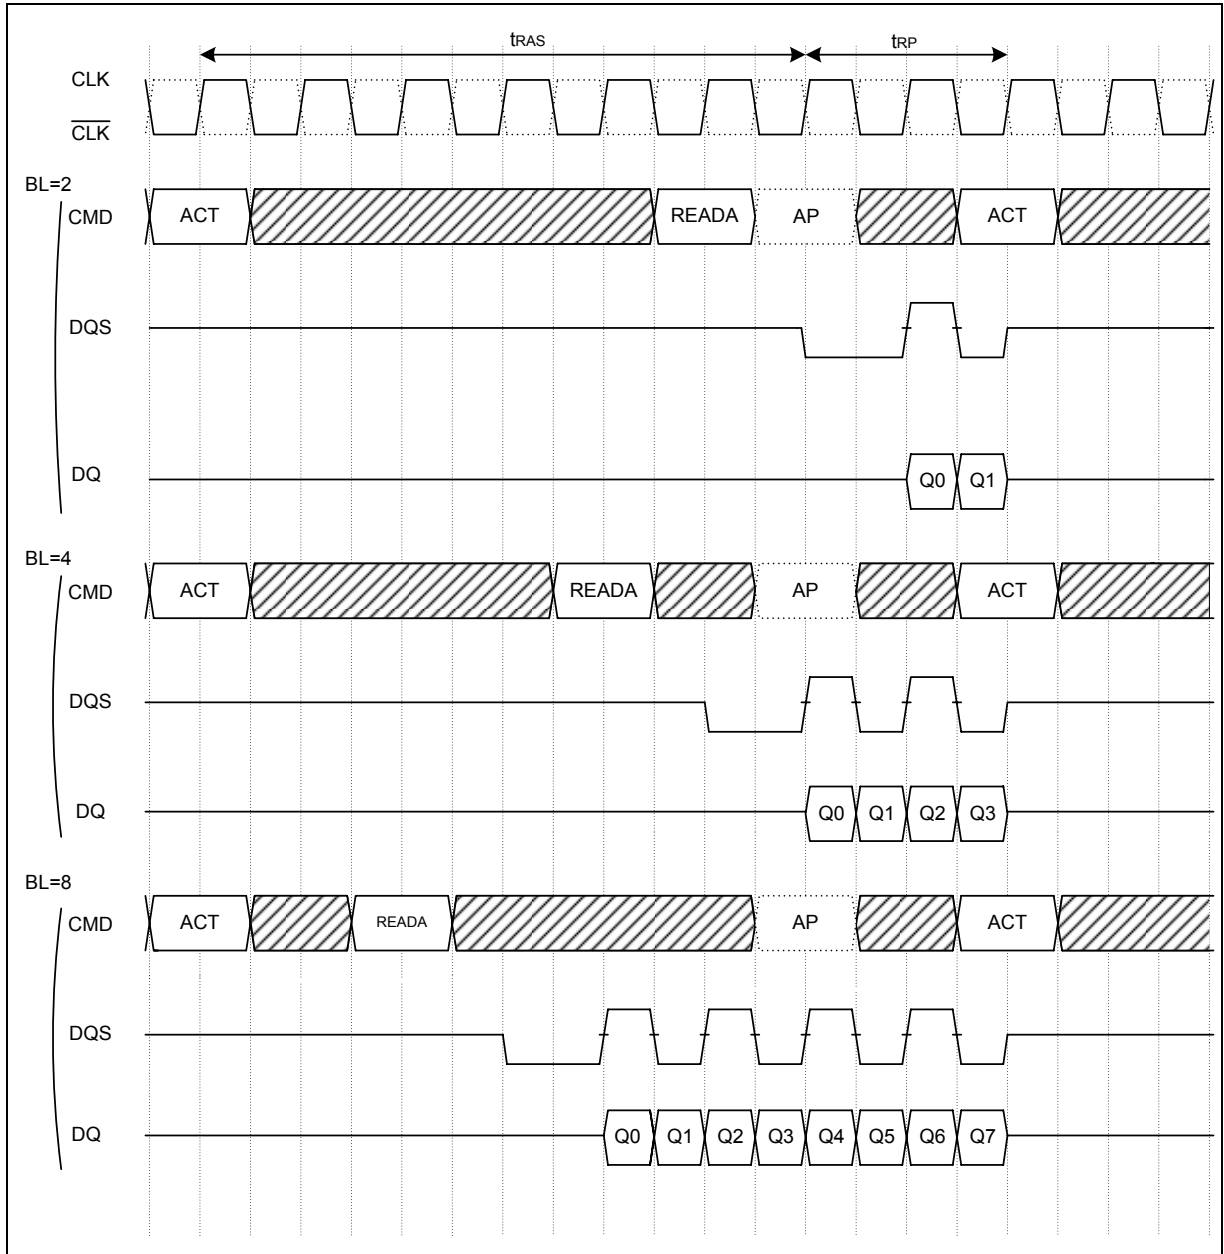 tRAS tRP
CLK
CLK
BL=2
CMD ACT READA AP ACT
DQS
DQ Q0 Q1
BL=4
CMD ACT READA AP ACT
DQS
DQ Q0 Q1 Q2 Q3
BL=8
CMD ACT READA AP ACT
DQS
DQ Q0 Q1 Q2 Q3 Q4 Q5 Q6 Q7